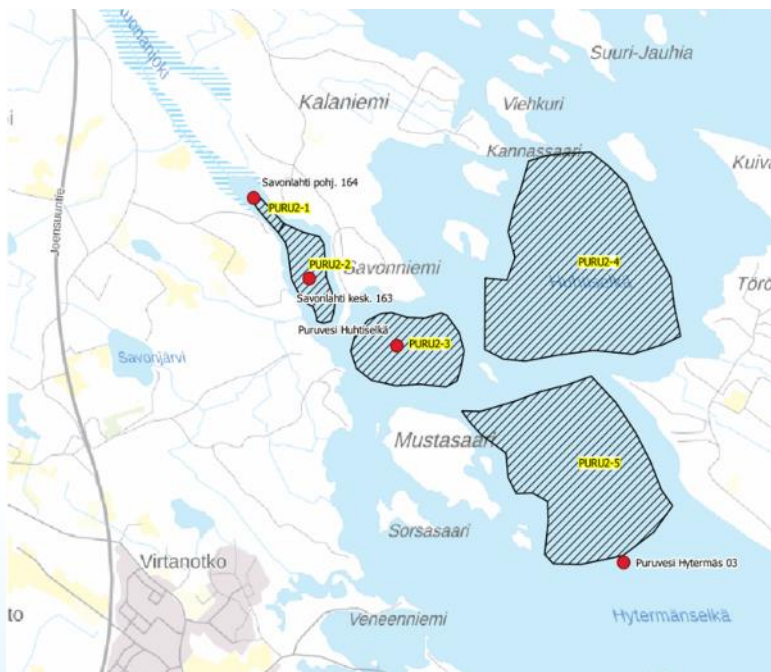 Suuri-Jauhia
Kalaniemi
Viehkuri
Kannassaari
Kuiva
Savonlahti pohj. 164
PURU2-1
Joensuuntie
PURU2-2
Savonniemi
PURU2-4
Huhtiselkä
Törö
Savonlahti kesk. 163
Puruvesi Huhtiselkä
PURU2-3
Savonjärvi
Mustasaari
PURU2-5
Sorsasaari
Virtanotko
Puruvesi Hytermäs 03
to
Veneenniemi
Hytermänselkä